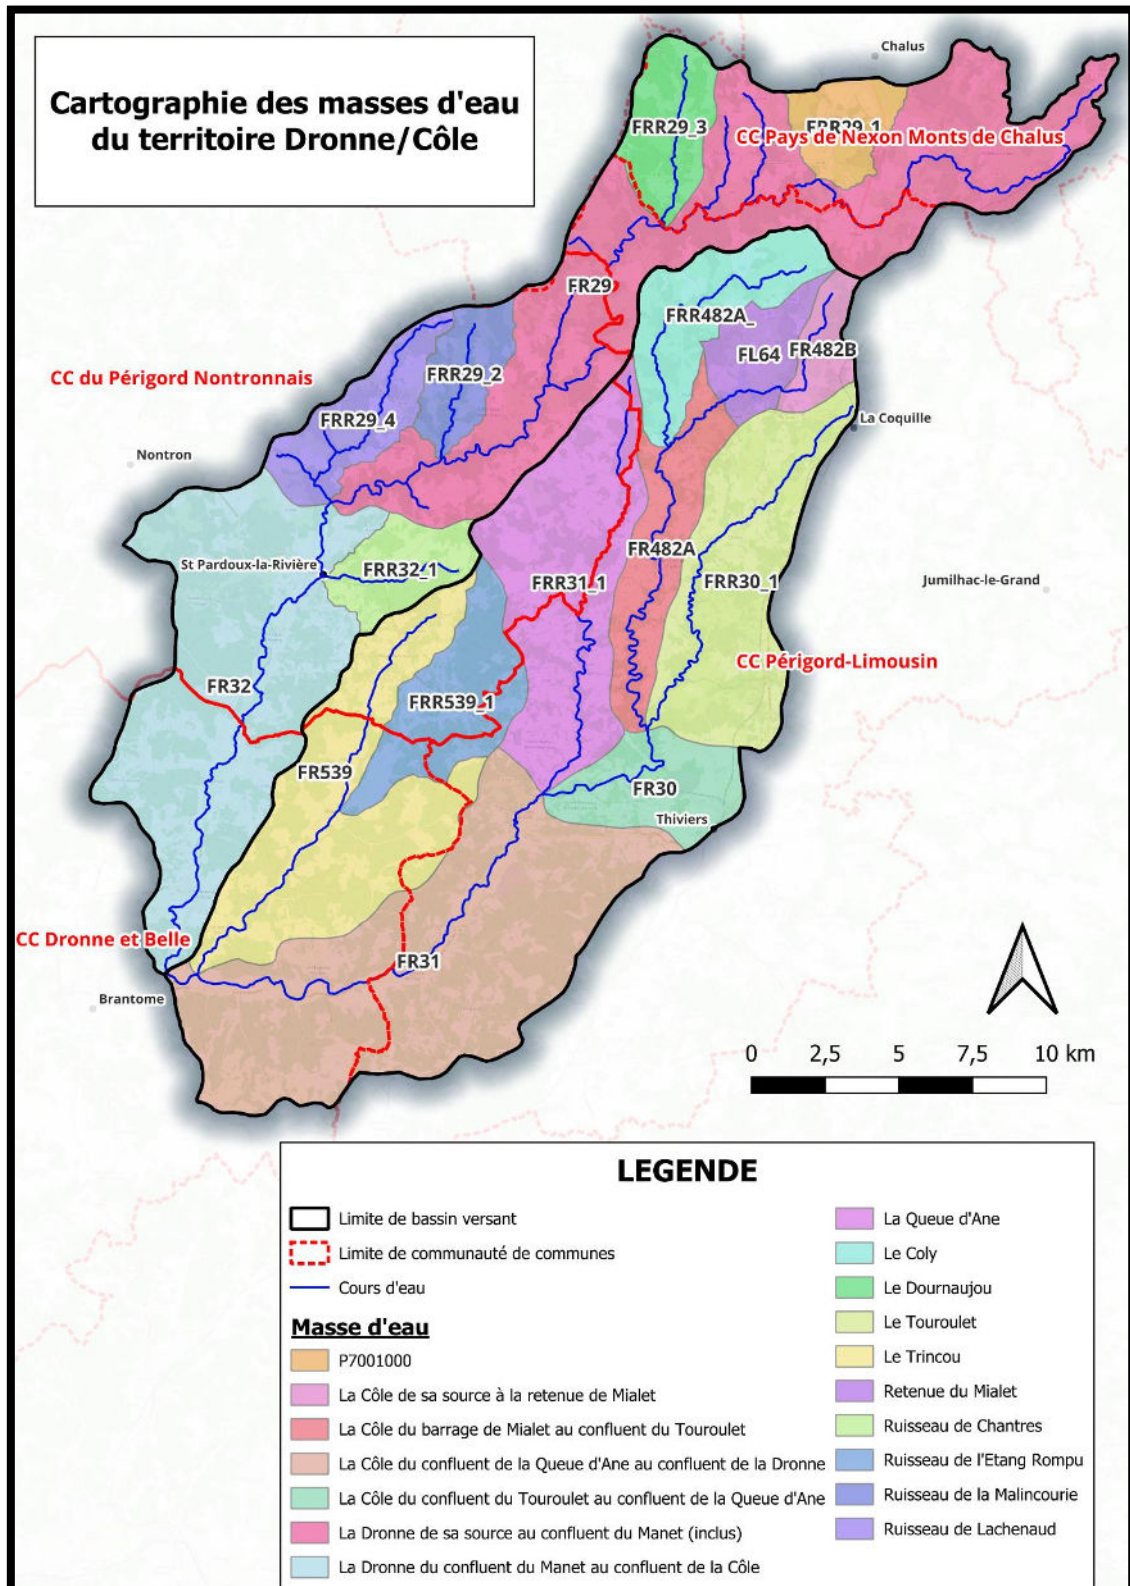 Cartographie des masses d'eau
du territoire Dronne/Côle
Chalus
FRR29_3
FRR29_1
CC Pays de Nexon Monts de Chalus
FR29
FRR482A_
FL64
FR482B
CC du Périgord Nontronnais
FRR29_2
FRR29_4
La Coquille
Nontron
St Pardoux-la-Rivière
FRR32_1
FRR31_1
FR482A
FRR30_1
Jumilhac-le-Grand
CC Périgord-Limousin
FR32
FRR539_1
FR539
FR30
Thiviers
CC Dronne et Belle
FR31
Brantome
0 2,5 5 7,5 10 km
LEGENDE
Limite de bassin versant
Limite de communauté de communes
Cours d'eau
Masse d'eau
P7001000
La Côle de sa source à la retenue de Mialet
La Côle du barrage de Mialet au confluent du Touroulet
La Côle du confluent de la Queue d'Ane au confluent de la Dronne
La Côle du confluent du Touroulet au confluent de la Queue d'Ane
La Dronne de sa source au confluent du Manet (inclus)
La Dronne du confluent du Manet au confluent de la Côle
La Queue d'Ane
Le Coly
Le Dournaujou
Le Touroulet
Le Trincou
Retenue du Mialet
Ruisseau de Chantres
Ruisseau de l'Etang Rompu
Ruisseau de la Malincourie
Ruisseau de Lachenaud